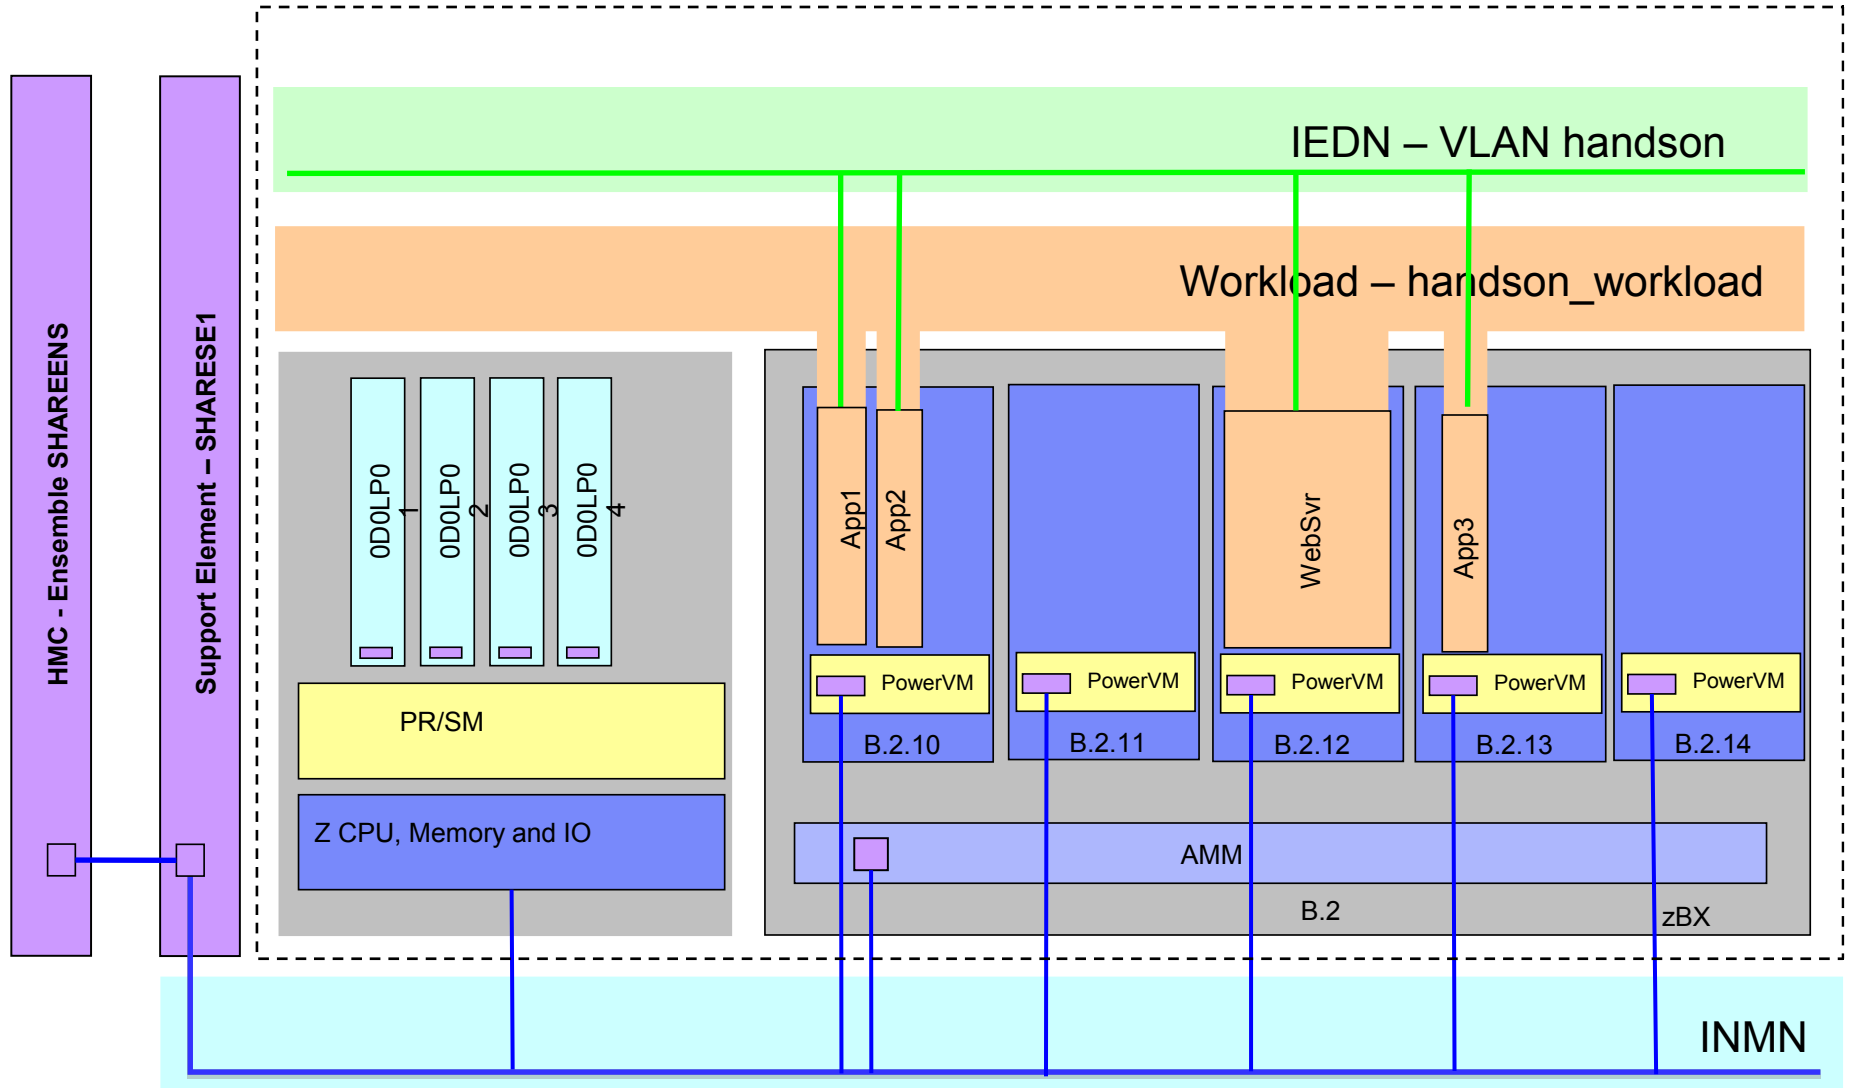 IEDN – VLAN handson
Workload – handson_workload
HMC - Ensemble SHAREENS
Support Element – SHARESE1
0D0LP0
1
0D0LP0
2
0D0LP0
3
0D0LP0
4
App1
App2
WebSvr
App3
PR/SM
Z CPU, Memory and IO
PowerVM
PowerVM
PowerVM
PowerVM
PowerVM
B.2.10
B.2.11
B.2.12
B.2.13
B.2.14
AMM
B.2
zBX
INMN